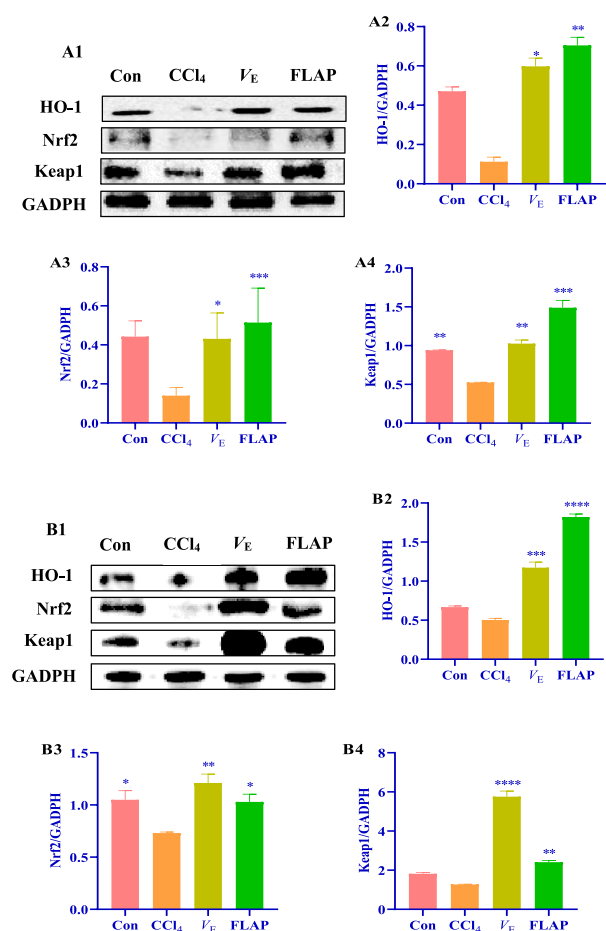 A1
Con CCl₄ VE FLAP
HO-1
Nrf2
Keap1
GADPH
A2
**
*
0.8
0.6
0.4
0.2
0.0
HO-1/GADPH
Con CCl₄ VE FLAP
A3
***
*
0.8
0.6
0.4
0.2
0.0
Nrf2/GADPH
Con CCl₄ VE FLAP
A4
***
** **
2.0
1.5
1.0
0.5
0.0
Keap1/GADPH
Con CCl₄ VE FLAP
B1
Con CCl₄ VE FLAP
HO-1
Nrf2
Keap1
GADPH
B2
****
***
2.0
1.5
1.0
0.5
0.0
HO-1/GADPH
Con CCl₄ VE FLAP
B3
* ** *
1.5
1.0
0.5
0.0
Nrf2/GADPH
Con CCl₄ VE FLAP
B4
****
**
8
6
4
2
0
Keap1/GADPH
Con CCl₄ VE FLAP